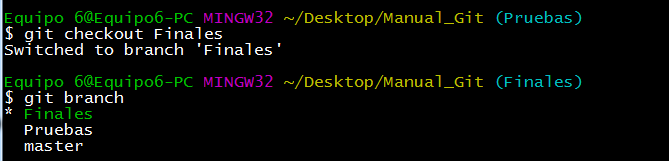 Equipo 6@Equipo6-PC MINGW32 ~/Desktop/Manual_Git (Pruebas)
$ git checkout Finales
Switched to branch 'Finales'
Equipo 6@Equipo6-PC MINGW32 ~/Desktop/Manual_Git (Finales)
$ git branch
* Finales
Pruebas
master